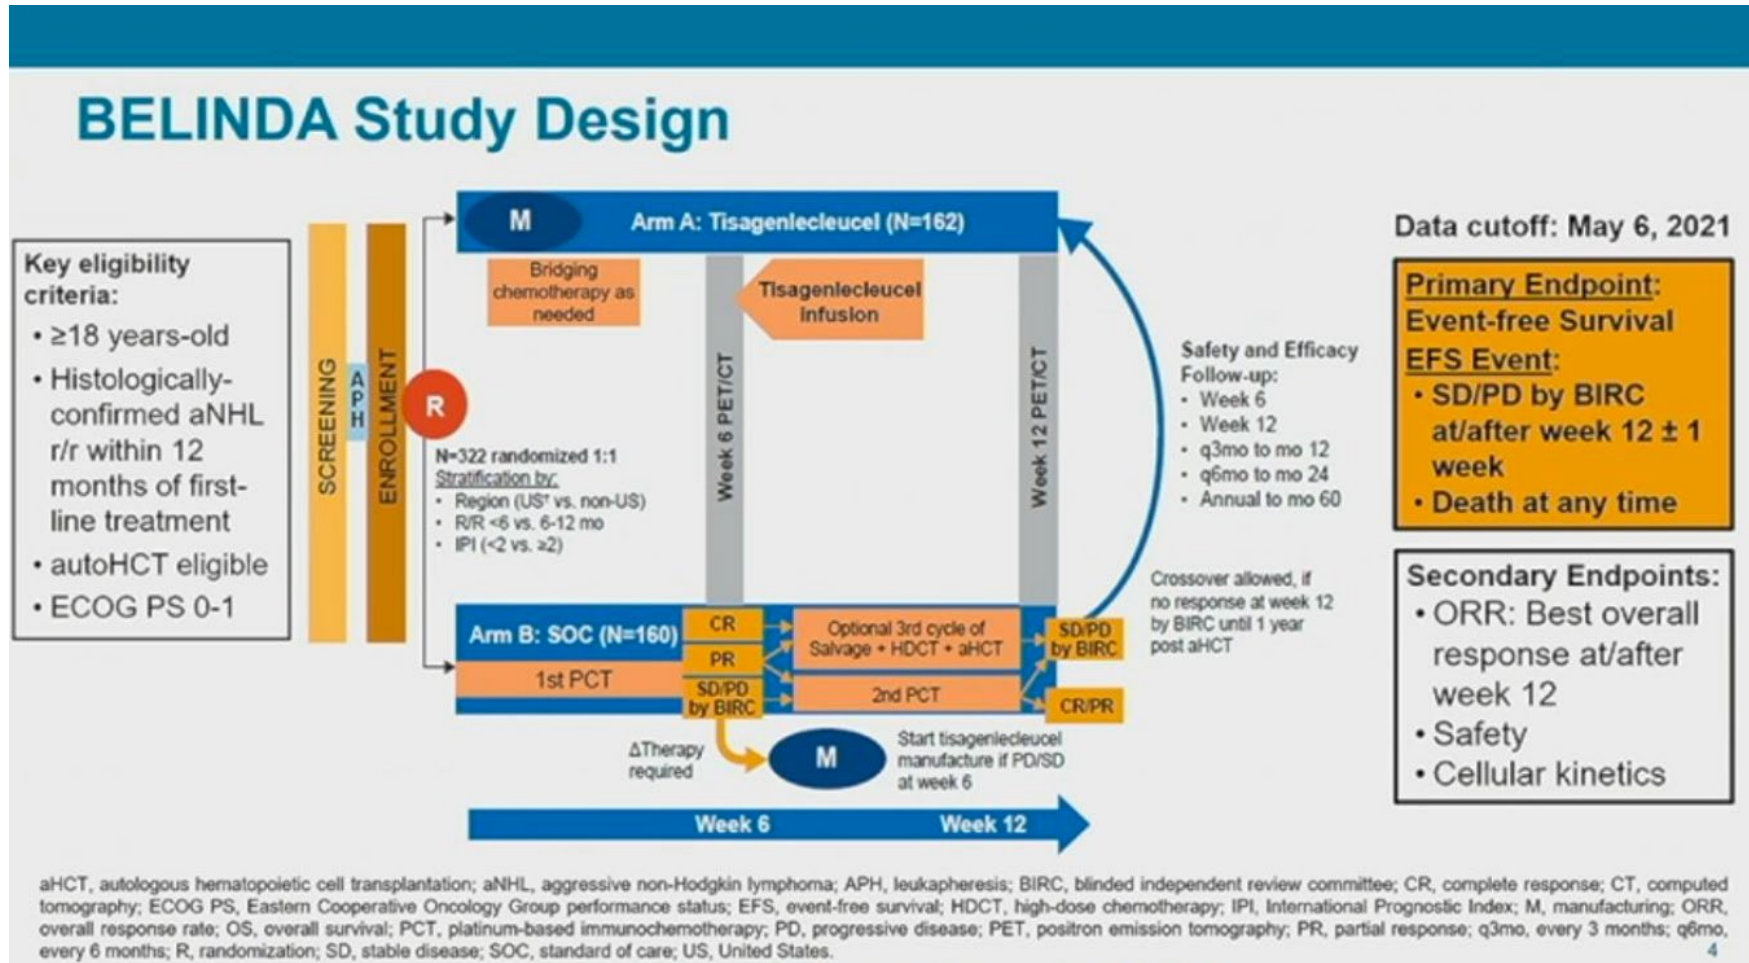 BELINDA Study Design
Key eligibility
criteria:
• ≥18 years-old
• Histologically-
confirmed aNHL
r/r within 12
months of first-
line treatment
• autoHCT eligible
• ECOG PS 0-1
SCREENING
APH
ENROLLMENT
R
N=322 randomized 1:1
Stratification by:
• Region (US† vs. non-US)
• R/R <6 vs. 6-12 mo
• IPI (<2 vs. ≥2)
M
Arm A: Tisagenlecleucel (N=162)
Bridging
chemotherapy as
needed
Week 6 PET/CT
Tisagenlecleucel
Infusion
Week 12 PET/CT
Arm B: SOC (N=160)
1st PCT
CR
PR
SD/PD
by BIRC
Optional 3rd cycle of
Salvage + HDCT + aHCT
2nd PCT
SD/PD
by BIRC
CR/PR
ΔTherapy
required
M
Start tisagenlecleucel
manufacture if PD/SD
at week 6
Week 6
Week 12
Safety and Efficacy
Follow-up:
• Week 6
• Week 12
• q3mo to mo 12
• q6mo to mo 24
• Annual to mo 60
Crossover allowed, if
no response at week 12
by BIRC until 1 year
post aHCT
Data cutoff: May 6, 2021
Primary Endpoint:
Event-free Survival
EFS Event:
• SD/PD by BIRC
at/after week 12 ± 1
week
• Death at any time
Secondary Endpoints:
• ORR: Best overall
response at/after
week 12
• Safety
• Cellular kinetics
aHCT, autologous hematopoietic cell transplantation; aNHL, aggressive non-Hodgkin lymphoma; APH, leukapheresis; BIRC, blinded independent review committee; CR, complete response; CT, computed
tomography; ECOG PS, Eastern Cooperative Oncology Group performance status; EFS, event-free survival; HDCT, high-dose chemotherapy; IPI, International Prognostic Index; M, manufacturing; ORR,
overall response rate; OS, overall survival; PCT, platinum-based immunochemotherapy; PD, progressive disease; PET, positron emission tomography; PR, partial response; q3mo, every 3 months; q6mo,
every 6 months; R, randomization; SD, stable disease; SOC, standard of care; US, United States.
4